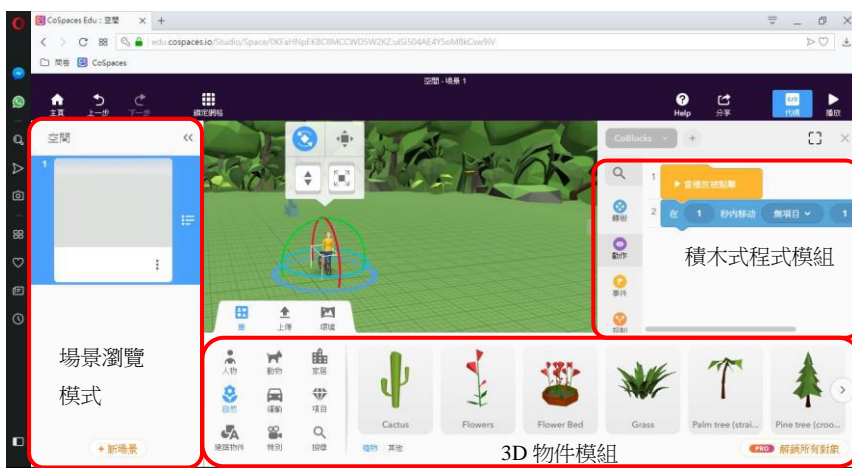 CoSpaces Edu :: 空間
edu.cospaces.io/Studio/Space/
問卷 CoSpaces
空間 - 場景 1
主頁 上一步 下一步 鎖定網格 Help 分享 代碼 播放
空間
1
CoBlocks
1 當播放被點擊
2 在 1 秒內移动 無項目 1
轉樹
動作
事件
控制
積木式程式模組
場景瀏覽
模式
+ 新場景
庫 上傳 環境
人物 動物 家居
自然 運輸 項目
建築物件 特別 搜尋
Cactus Flowers Flower Bed Grass Palm tree (strai... Pine tree (croo...
植物 其他
3D 物件模組
PRO 解鎖所有對象